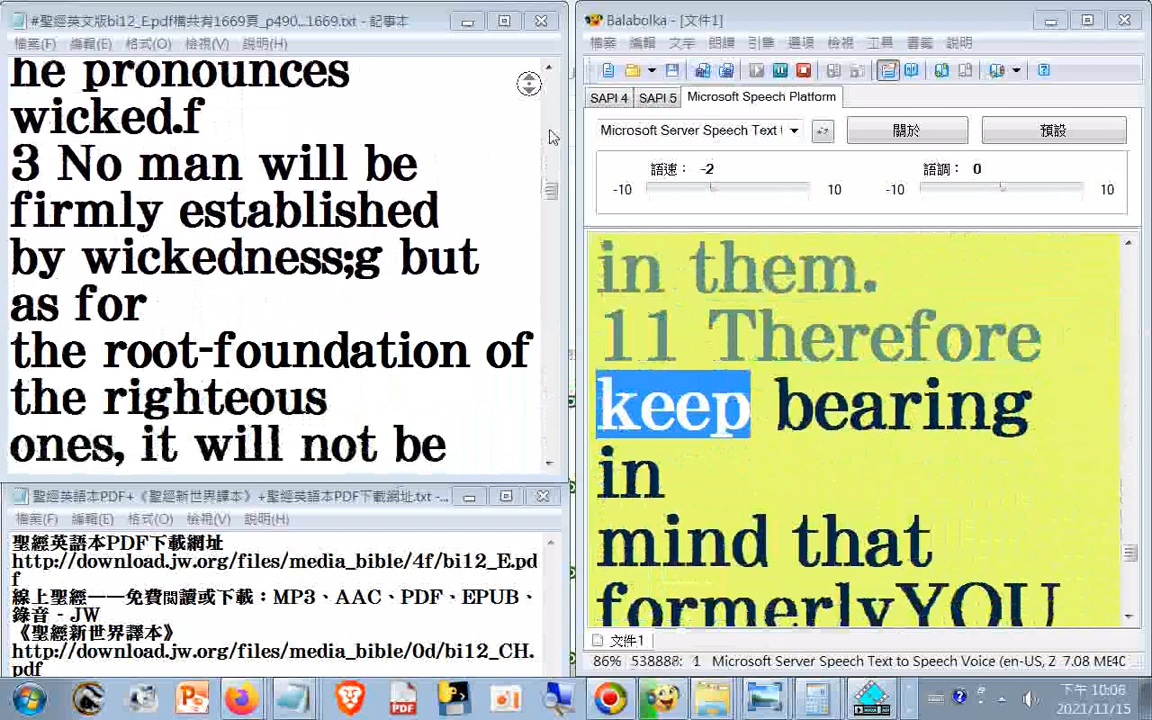 #聖經英文版bi12_E.pdf檔共有1669頁_p490...1669.txt - 記事本
檔案(F) 編輯(E) 格式(O) 檢視(V) 說明(H)
he pronounces
wicked.f
3 No man will be
firmly established
by wickedness;g but
as for
the root-foundation of
the righteous
ones, it will not be
聖經英語本PDF+《聖經新世界譯本》+聖經英語本PDF下載網址.txt - ...
檔案(F) 編輯(E) 格式(O) 檢視(V) 說明(H)
聖經英語本PDF下載網址
http://download.jw.org/files/media_bible/4f/bi12_E.pd
f
線上聖經——免費閱讀或下載：MP3、AAC、PDF、EPUB、
錄音 - JW
《聖經新世界譯本》
http://download.jw.org/files/media_bible/0d/bi12_CH.
pdf
Balabolka - [文件1]
檔案 編輯 文字 朗讀 引擎 選項 檢視 工具 書籤 說明
SAPI 4 SAPI 5 Microsoft Speech Platform
Microsoft Server Speech Text 關於 預設
語速： -2 語調： 0
-10 10 -10 10
in them.
11 Therefore
keep bearing
in
mind that
formerlyYOU
文件1
86% 538888: 1 Microsoft Server Speech Text to Speech Voice (en-US, Z 7.08 МБ
PDF
下午 10:06
2021/11/15